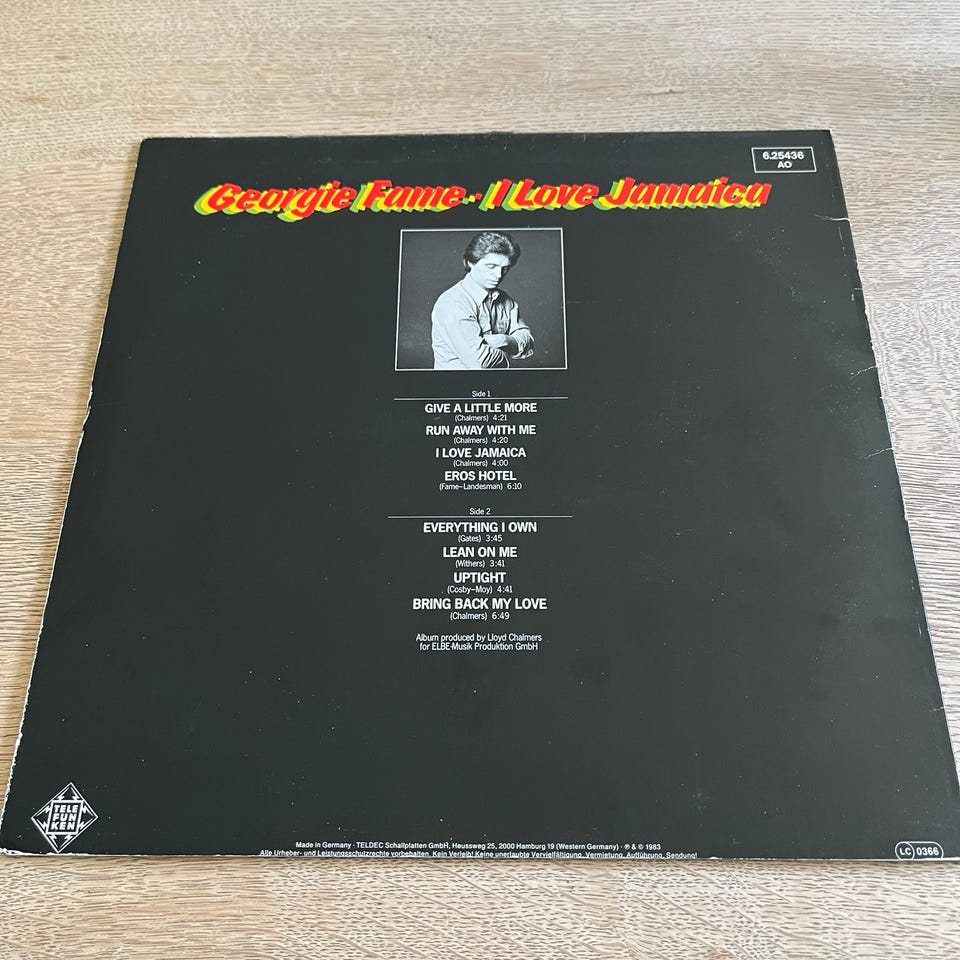 6.25436
AO
Georgie Fame · I Love Jamaica
Side 1
GIVE A LITTLE MORE
(Chalmers) 4:21
RUN AWAY WITH ME
(Chalmers) 4:20
I LOVE JAMAICA
(Chalmers) 4:00
EROS HOTEL
(Fame–Landesman) 6:10
Side 2
EVERYTHING I OWN
(Gates) 3:45
LEAN ON ME
(Withers) 3:41
UPTIGHT
(Cosby–Moy) 4:41
BRING BACK MY LOVE
(Chalmers) 6:49
Album produced by Lloyd Chalmers
for ELBE-Musik Produktion GmbH
TELE
FUN
KEN
Made in Germany · TELDEC Schallplatten GmbH, Heussweg 25, 2000 Hamburg 19 (Western Germany) · ℗ & © 1983
Alle Urheber- und Leistungsschutzrechte vorbehalten. Kein Verleih! Keine unerlaubte Vervielfältigung, Vermietung, Aufführung, Sendung!
LC 0366